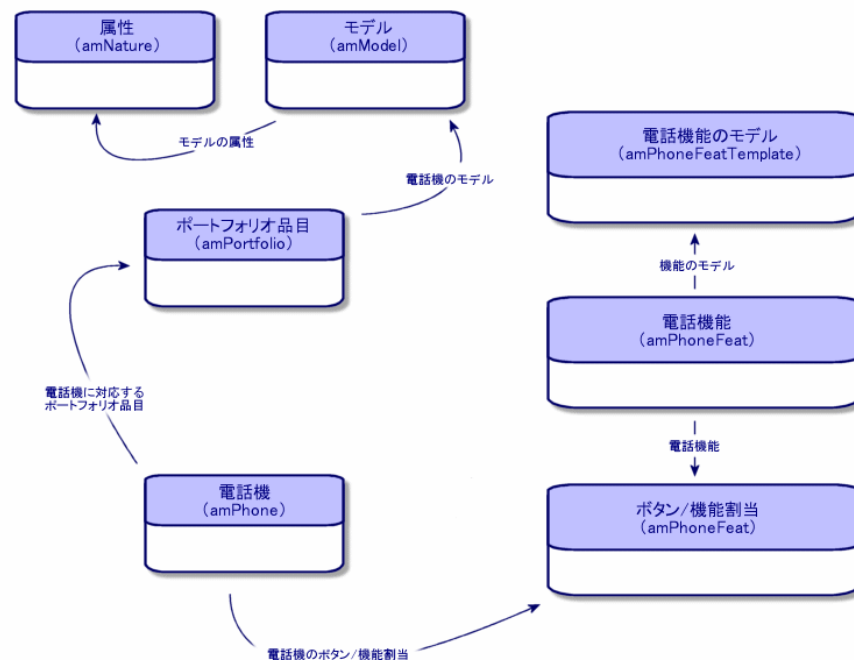 属性
(amNature)
モデル
(amModel)
モデルの属性
電話機のモデル
電話機能のモデル
(amPhoneFeatTemplate)
ポートフォリオ品目
(amPortfolio)
機能のモデル
電話機能
(amPhoneFeat)
電話機に対応する
ポートフォリオ品目
電話機能
電話機
(amPhone)
ボタン/機能割当
(amPhoneFeat)
電話機のボタン/機能割当